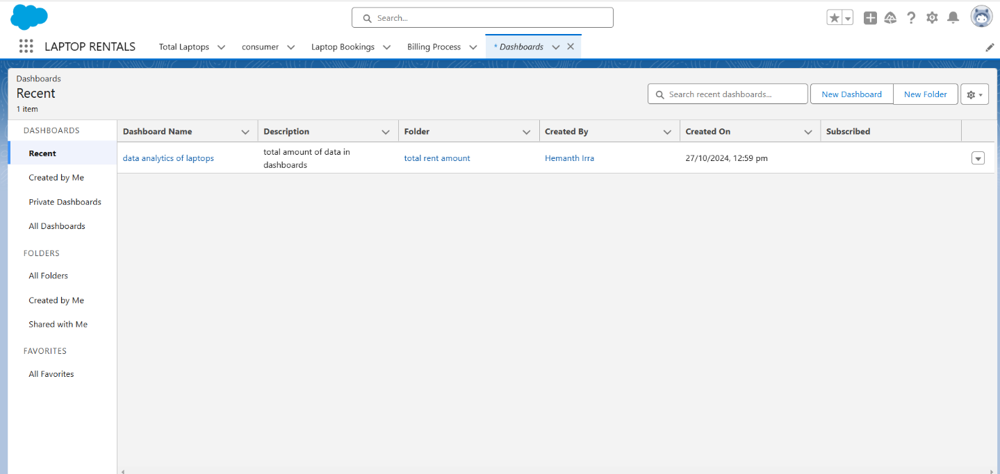 Search...
LAPTOP RENTALS
Total Laptops
consumer
Laptop Bookings
Billing Process
* Dashboards
Dashboards
Recent
1 item
Search recent dashboards...
New Dashboard
New Folder
DASHBOARDS
Recent
Created by Me
Private Dashboards
All Dashboards
FOLDERS
All Folders
Created by Me
Shared with Me
FAVORITES
All Favorites
Dashboard Name
Description
Folder
Created By
Created On
Subscribed
data analytics of laptops
total amount of data in
dashboards
total rent amount
Hemanth Irra
27/10/2024, 12:59 pm